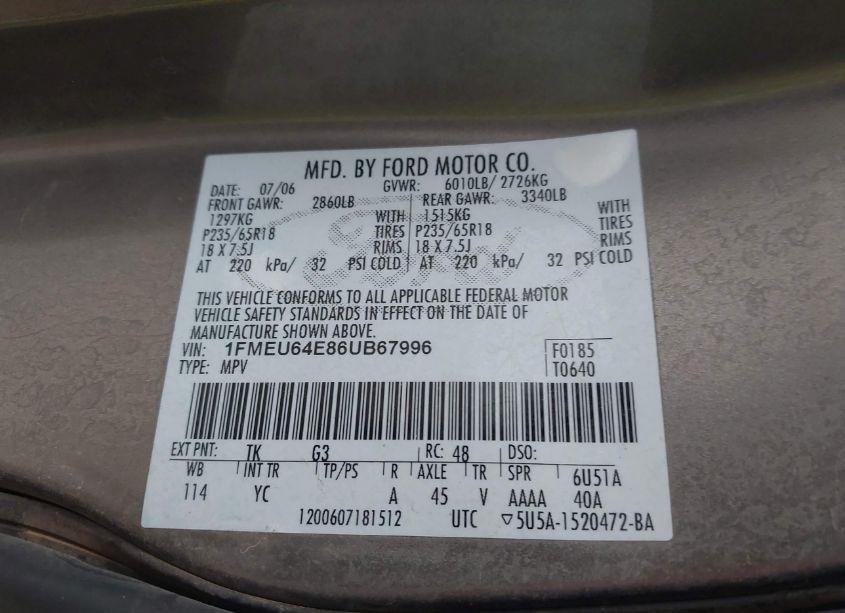 MFD. BY FORD MOTOR CO.
DATE: 07/06 GVWR: 6010LB/ 2726KG
FRONT GAWR: 2860LB REAR GAWR: 3340LB
1297KG WITH 1515KG WITH
P235/65R18 TIRES P235/65R18 TIRES
18 X 7.5J RIMS 18 X 7.5J RIMS
AT 220 kPa/ 32 PSI COLD AT 220 kPa/ 32 PSI COLD
THIS VEHICLE CONFORMS TO ALL APPLICABLE FEDERAL MOTOR
VEHICLE SAFETY STANDARDS IN EFFECT ON THE DATE OF
MANUFACTURE SHOWN ABOVE.
VIN: 1FMEU64E86UB67996 F0185
TYPE: MPV T0640
EXT PNT: TK G3 RC: 48 DSO:
WB INT TR TP/PS R AXLE TR SPR 6U51A
114 YC A 45 V AAAA 40A
1200607181512 UTC ▽5U5A-1520472-BA